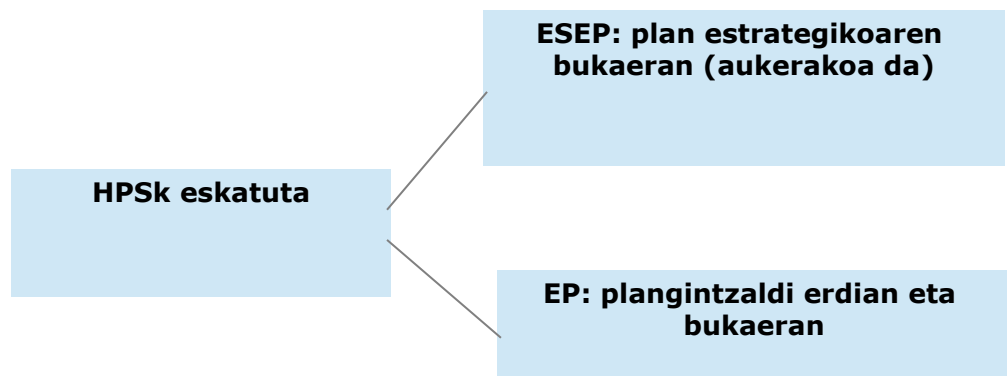 ESEP: plan estrategikoaren
bukaeran (aukerakoa da)
HPSk eskatuta
EP: plangintzaldi erdian eta
bukaeran